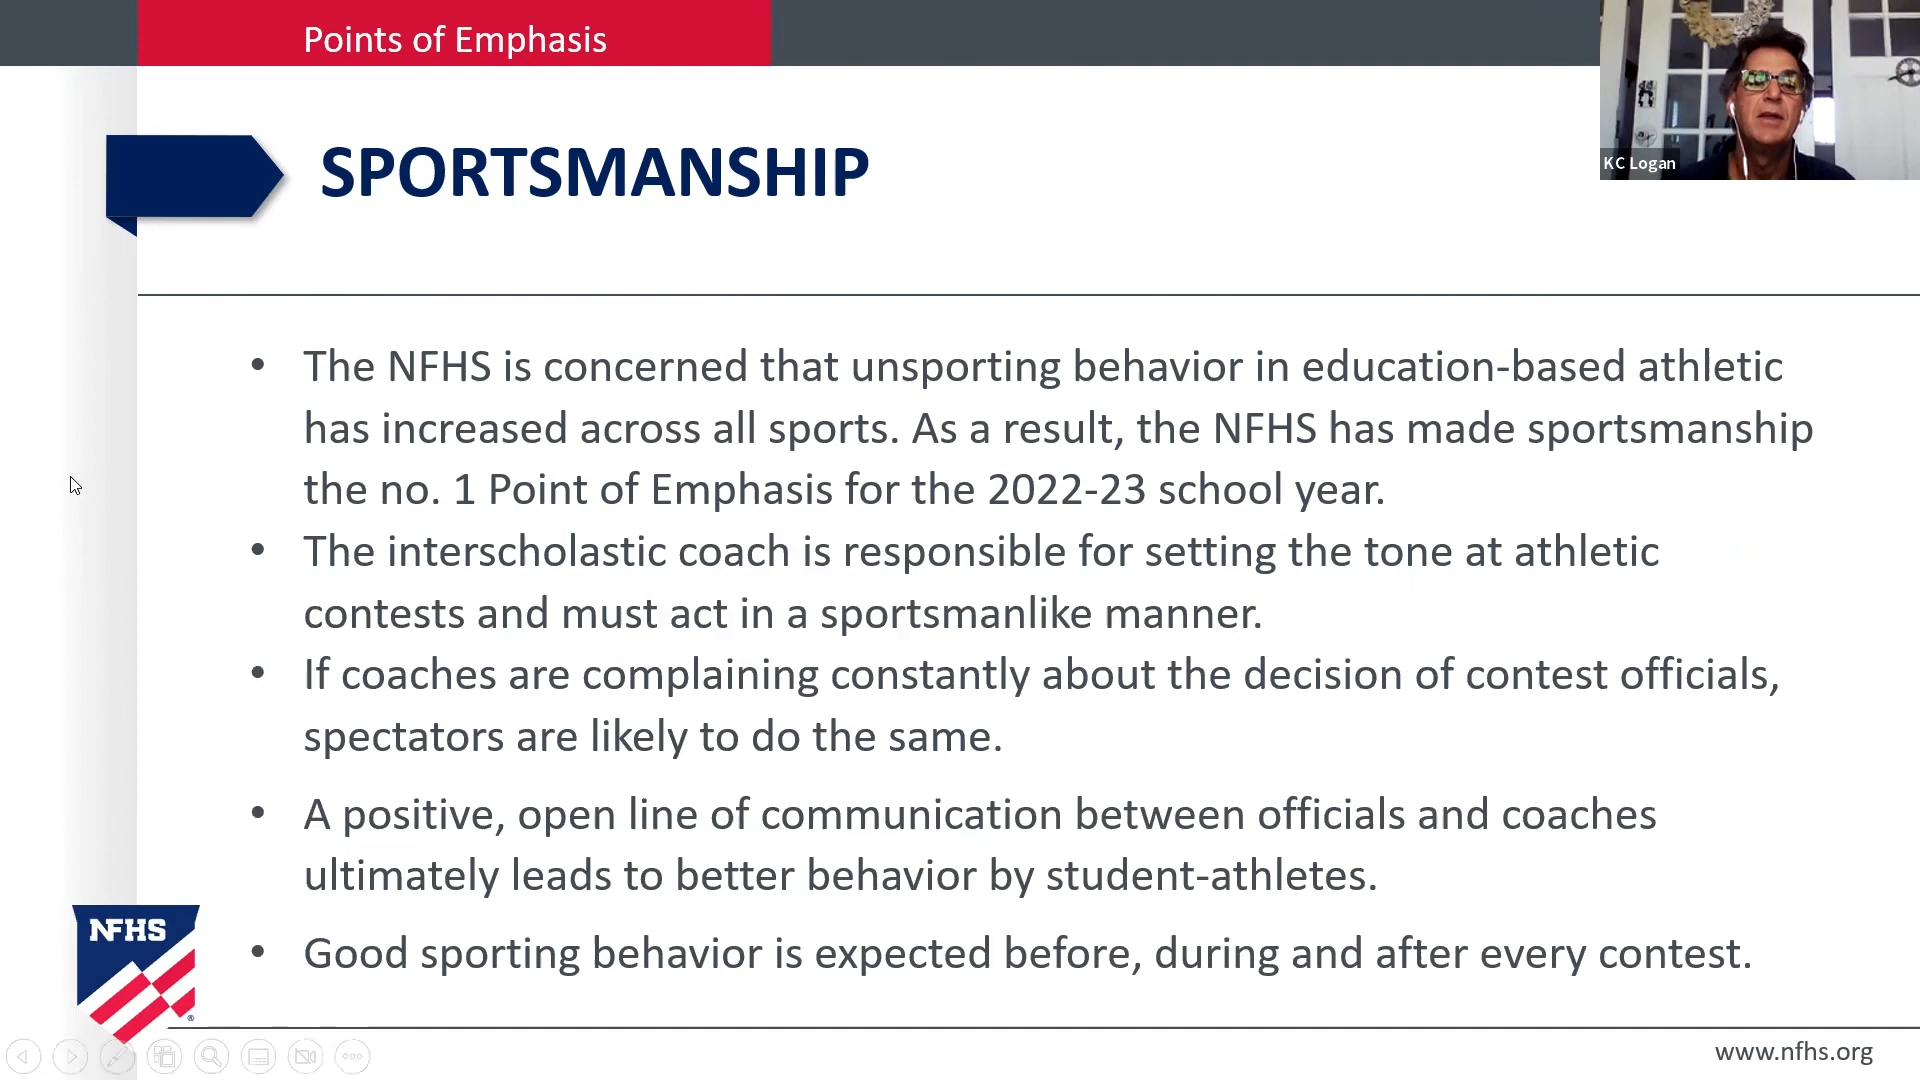 Points of Emphasis
KC Logan
SPORTSMANSHIP
• The NFHS is concerned that unsporting behavior in education-based athletic
has increased across all sports. As a result, the NFHS has made sportsmanship
the no. 1 Point of Emphasis for the 2022-23 school year.
• The interscholastic coach is responsible for setting the tone at athletic
contests and must act in a sportsmanlike manner.
• If coaches are complaining constantly about the decision of contest officials,
spectators are likely to do the same.
• A positive, open line of communication between officials and coaches
ultimately leads to better behavior by student-athletes.
• Good sporting behavior is expected before, during and after every contest.
NFHS
®
www.nfhs.org